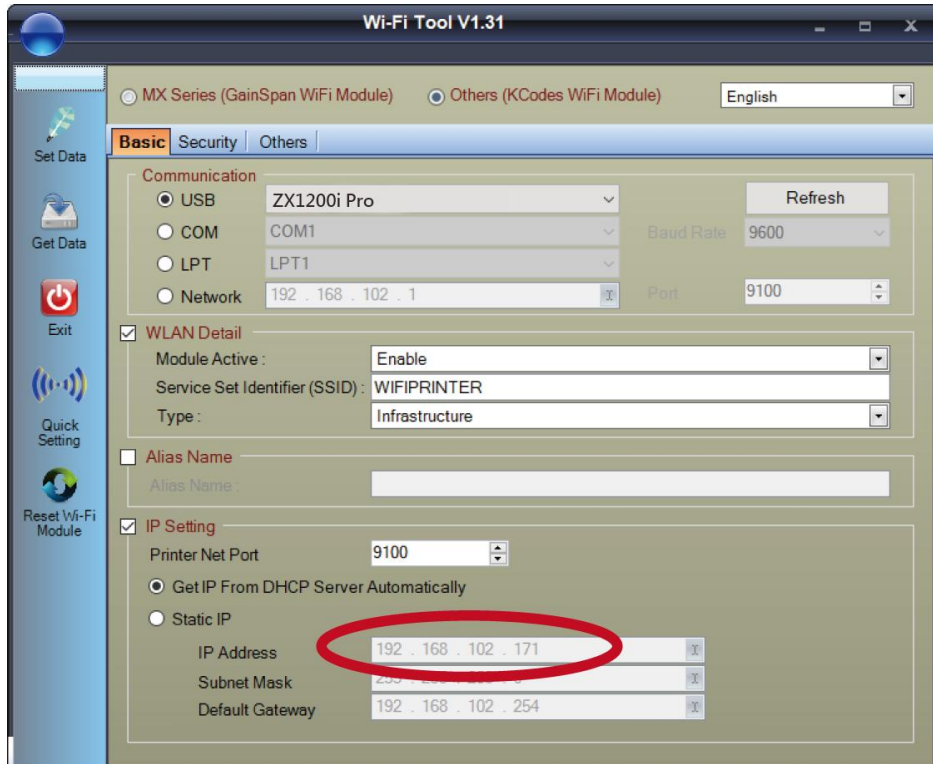 Wi-Fi Tool V1.31
MX Series (GainSpan WiFi Module) Others (KCodes WiFi Module) English
Set Data
Get Data
Exit
Quick
Setting
Reset Wi-Fi
Module
Basic Security Others
Communication
USB ZX1200i Pro Refresh
COM COM1 Baud Rate 9600
LPT LPT1
Network 192 . 168 . 102 . 1 Port 9100
WLAN Detail
Module Active : Enable
Service Set Identifier (SSID) : WIFIPRINTER
Type : Infrastructure
Alias Name
Alias Name :
IP Setting
Printer Net Port 9100
Get IP From DHCP Server Automatically
Static IP
IP Address 192 . 168 . 102 . 171
Subnet Mask
Default Gateway 192 . 168 . 102 . 254